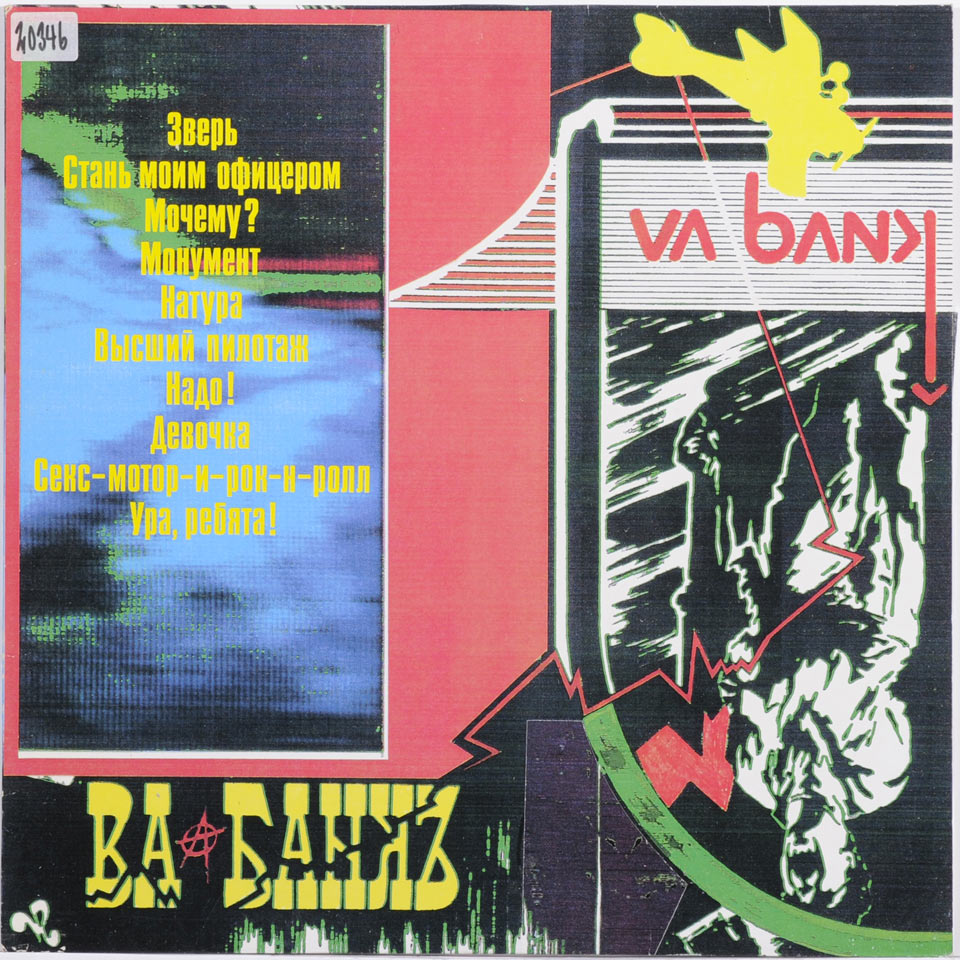 20346
Зверь
Стань моим офицером
Мочему?
Монумент
Натура
Высший пилотаж
Надо!
Девочка
Секс-мотор-и-рок-н-ролл
Ура, ребята!
VA bANK
ВА БАНКЪ